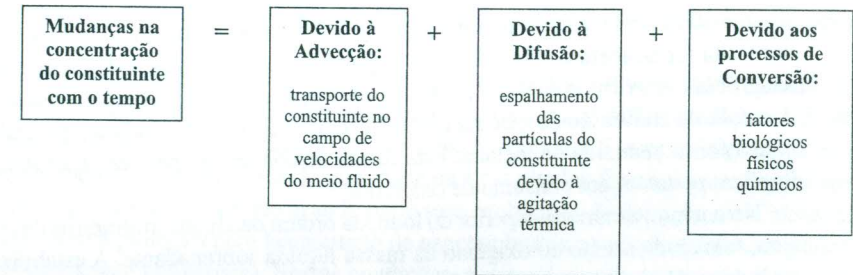 Mudanças na
concentração
do constituinte
com o tempo
=
Devido à
Advecção:
transporte do
constituinte no
campo de
velocidades
do meio fluido
+
Devido à
Difusão:
espalhamento
das
partículas do
constituinte
devido à
agitação
térmica
+
Devido aos
processos de
Conversão:
fatores
biológicos
físicos
químicos